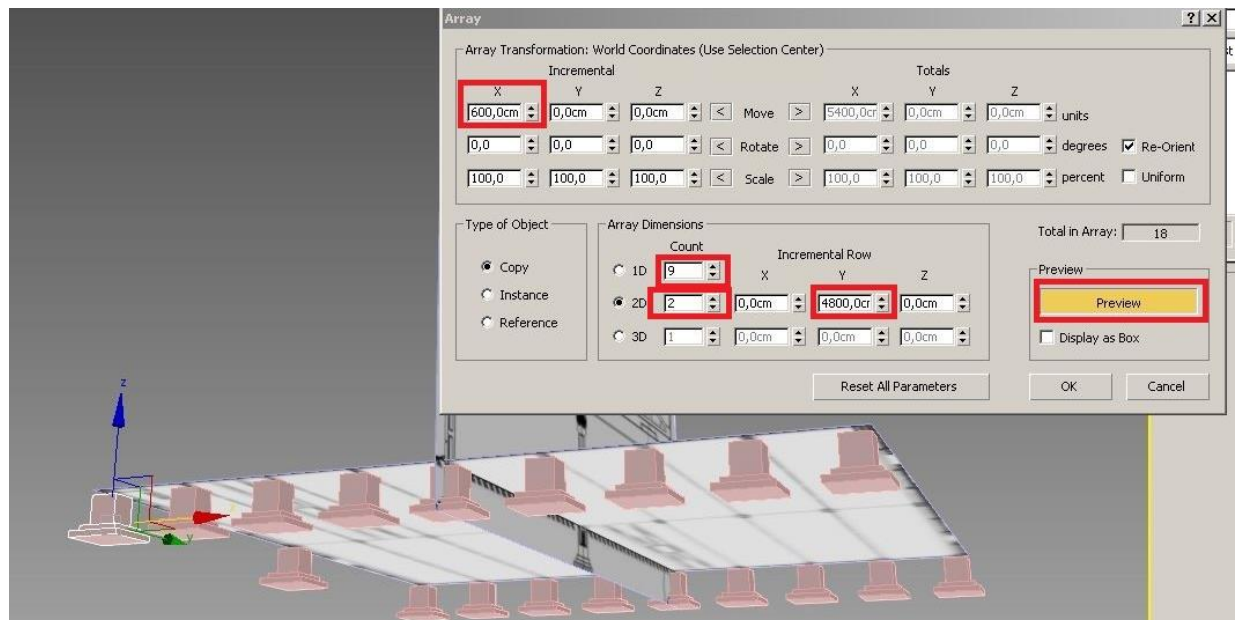 Array
st
Array Transformation: World Coordinates (Use Selection Center)
Incremental Totals
X Y Z X Y Z
600,0cm 0,0cm 0,0cm < Move > 5400,0cr 0,0cm 0,0cm units
0,0 0,0 0,0 < Rotate > 0,0 0,0 0,0 degrees Re-Orient
100,0 100,0 100,0 < Scale > 100,0 100,0 100,0 percent Uniform
Type of Object Array Dimensions
Total in Array: 18
Count Incremental Row
Copy 1D 9 X Y Z Preview
Instance 2D 2 0,0cm 4800,0cr 0,0cm Preview
Reference 3D 1 0,0cm 0,0cm 0,0cm Display as Box
Reset All Parameters OK Cancel
z
y